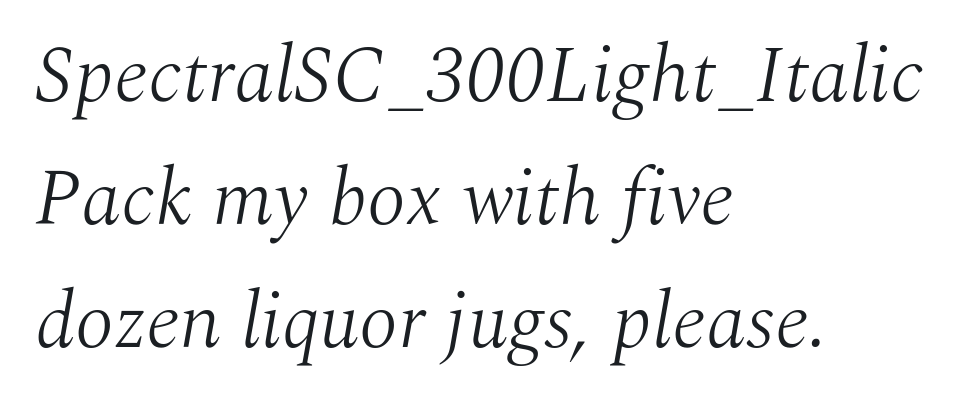 SpectralSC_300Light_Italic
Pack my box with five
dozen liquor jugs, please.